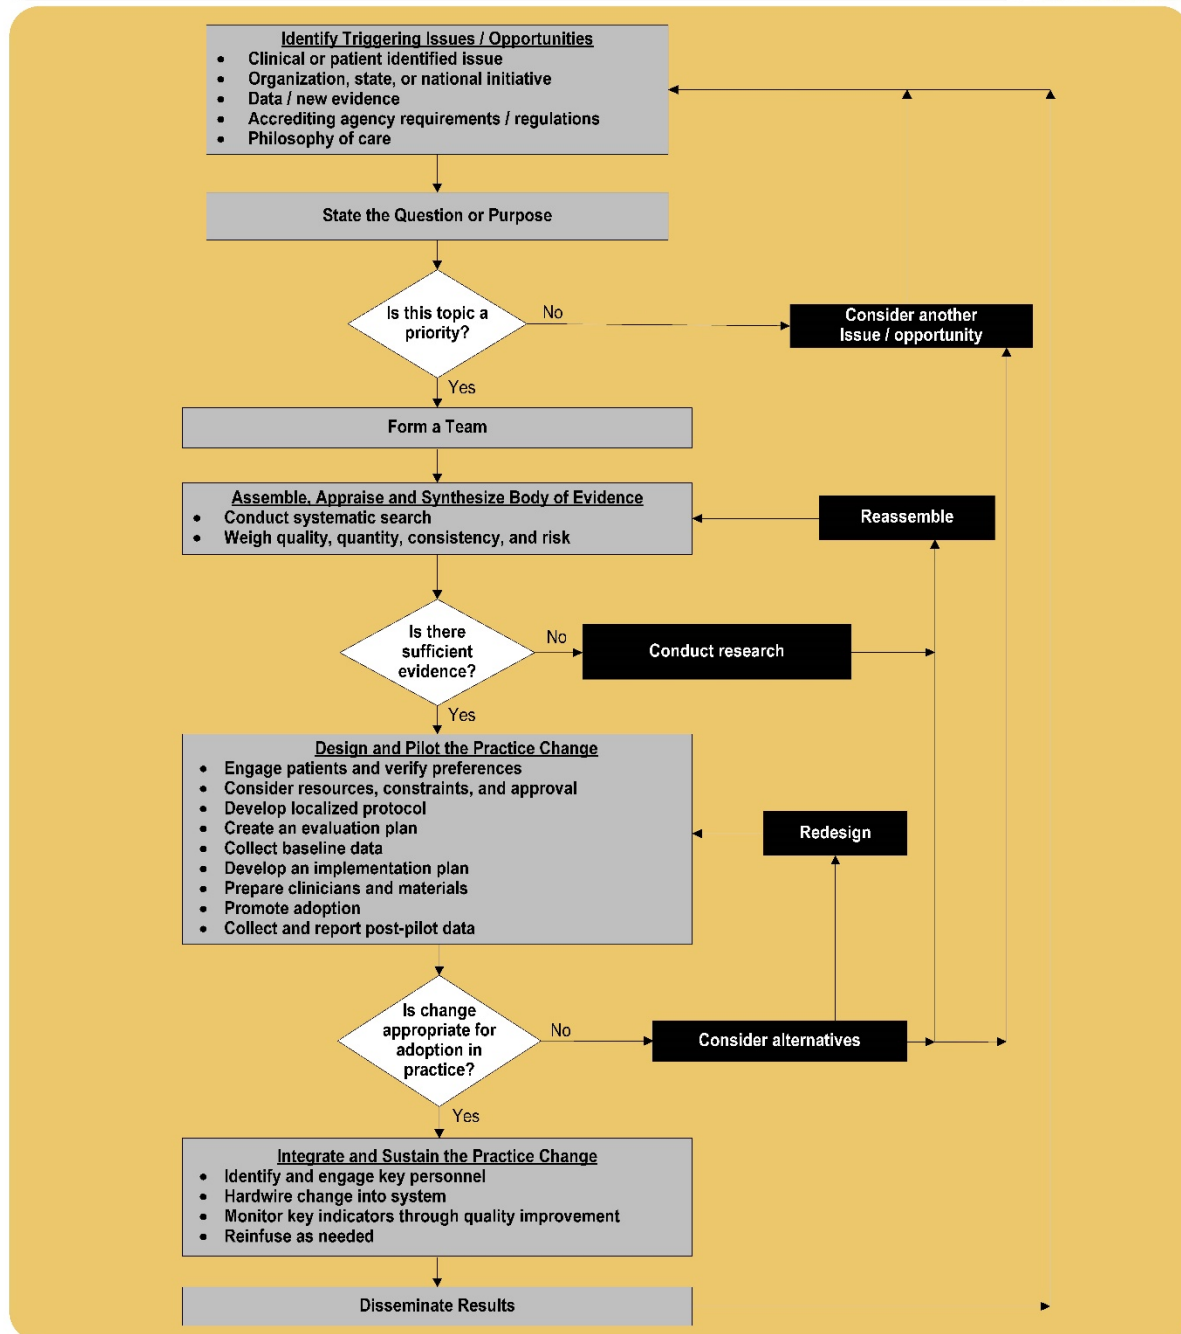 Identify Triggering Issues / Opportunities
• Clinical or patient identified issue
• Organization, state, or national initiative
• Data / new evidence
• Accrediting agency requirements / regulations
• Philosophy of care
State the Question or Purpose
Is this topic a
priority?
No
Consider another
Issue / opportunity
Yes
Form a Team
Assemble, Appraise and Synthesize Body of Evidence
• Conduct systematic search
• Weigh quality, quantity, consistency, and risk
Reassemble
Is there
sufficient
evidence?
No
Conduct research
Yes
Design and Pilot the Practice Change
• Engage patients and verify preferences
• Consider resources, constraints, and approval
• Develop localized protocol
• Create an evaluation plan
• Collect baseline data
• Develop an implementation plan
• Prepare clinicians and materials
• Promote adoption
• Collect and report post-pilot data
Redesign
Is change
appropriate for
adoption in
practice?
No
Consider alternatives
Yes
Integrate and Sustain the Practice Change
• Identify and engage key personnel
• Hardwire change into system
• Monitor key indicators through quality improvement
• Reinfuse as needed
Disseminate Results